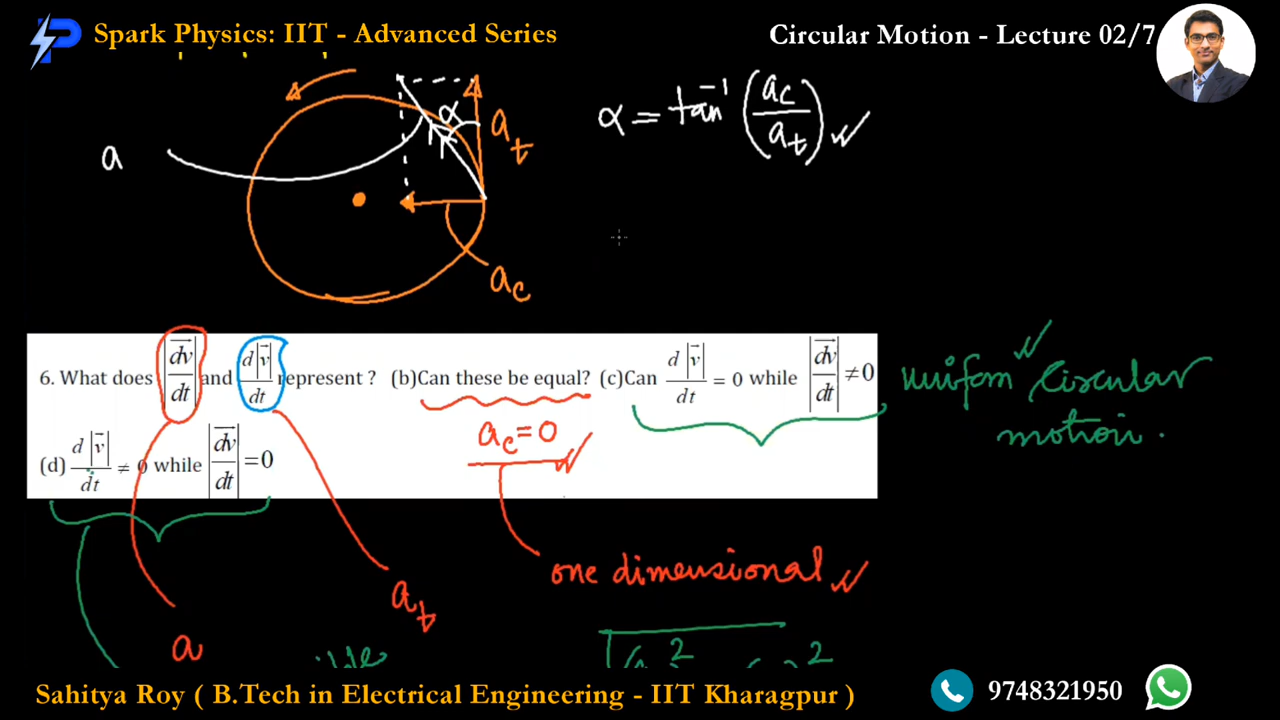 Spark Physics: IIT - Advanced Series
Circular Motion - Lecture 02/7
a
α
a_t
α = tan⁻¹ (a_c/a_t)
a_c
6. What does |dv⃗/dt| and d|v⃗|/dt represent ? (b)Can these be equal? (c)Can d|v⃗|/dt = 0 while |dv⃗/dt| ≠0
(d) d|v⃗|/dt ≠ 0 while |dv⃗/dt| =0
a_c=0
uniform circular
motion.
one dimensional
a_t
a
Sahitya Roy ( B.Tech in Electrical Engineering - IIT Kharagpur )
9748321950